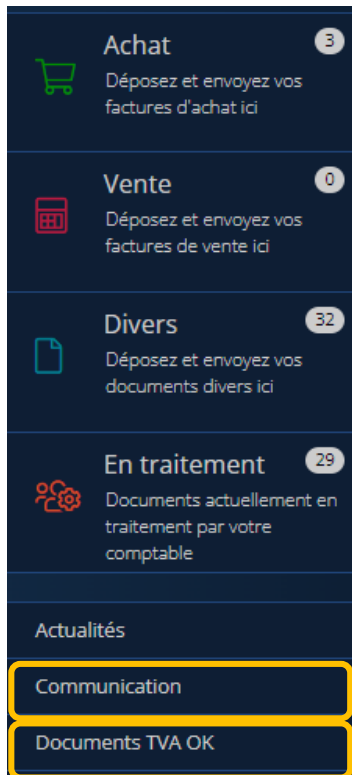 Achat
3
Déposez et envoyez vos
factures d'achat ici
Vente
0
Déposez et envoyez vos
factures de vente ici
Divers
32
Déposez et envoyez vos
documents divers ici
En traitement
29
Documents actuellement en
traitement par votre
comptable
Actualités
Communication
Documents TVA OK